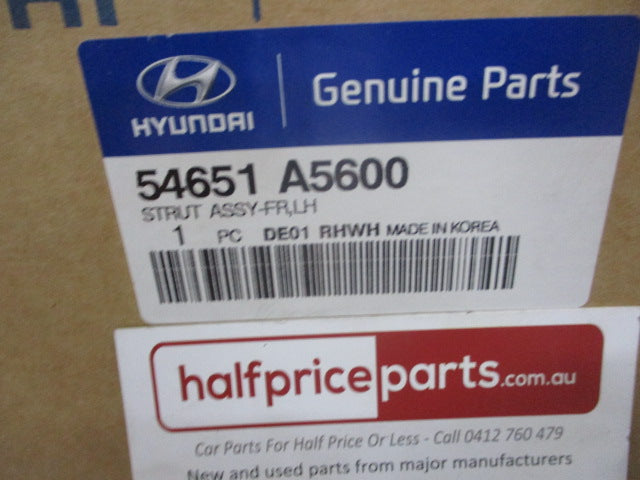 HYUNDAI
Genuine Parts
54651 A5600
STRUT ASSY-FR,LH
1 PC DE01 RHWH MADE IN KOREA
halfpriceparts.com.au
Car Parts For Half Price Or Less - Call 0412 760 479
New and used parts from major manufacturers